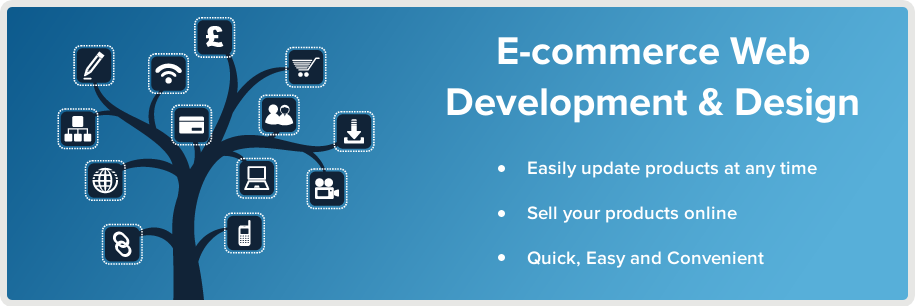 £
E-commerce Web
Development & Design
• Easily update products at any time
• Sell your products online
• Quick, Easy and Convenient